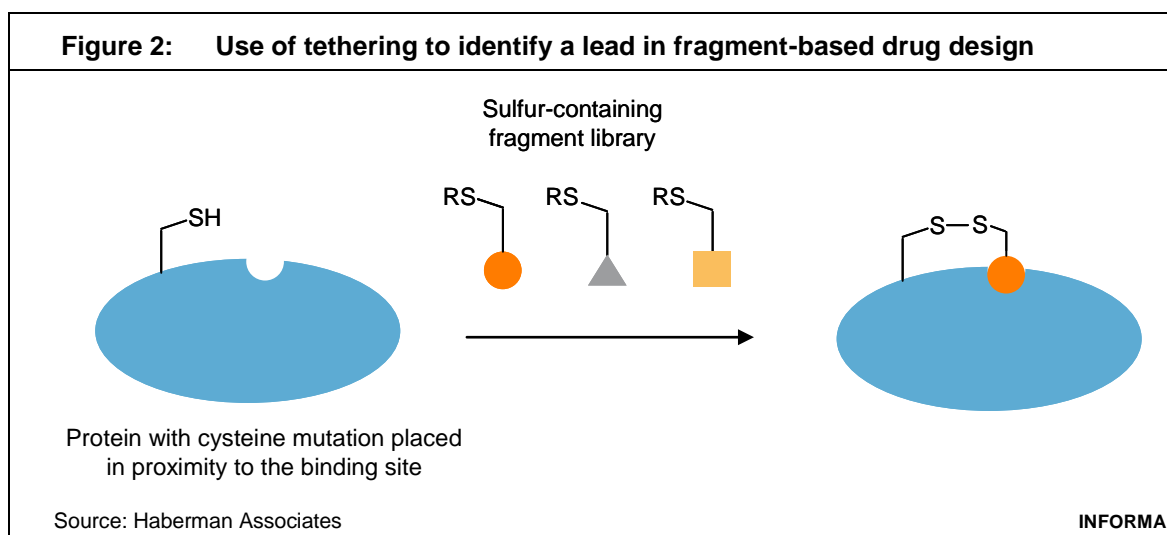 Figure 2: Use of tethering to identify a lead in fragment-based drug design
Sulfur-containing
fragment library
SH
RS
RS
RS
S
S
Protein with cysteine mutation placed
in proximity to the binding site
Source: Haberman Associates
INFORMA